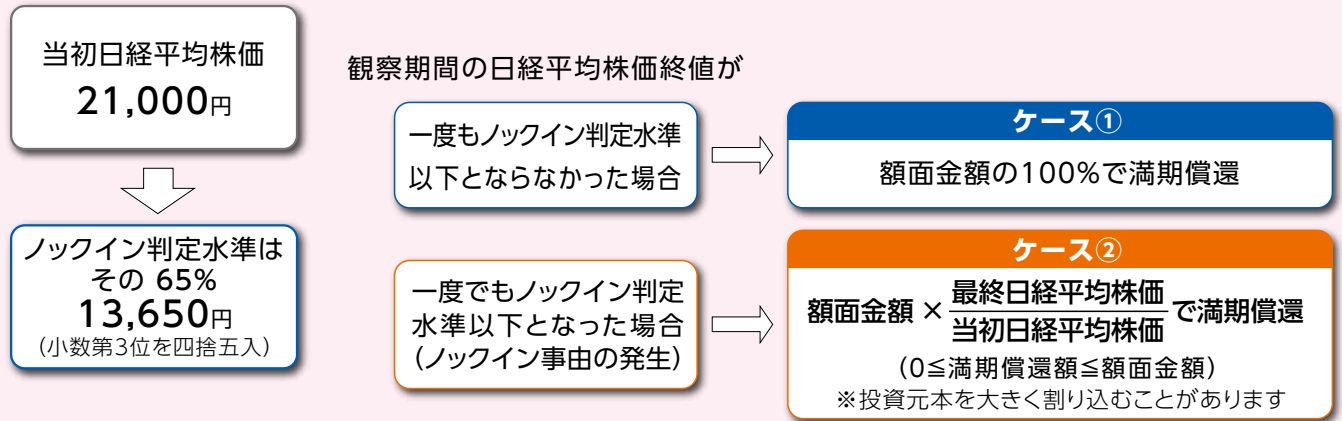 当初日経平均株価
21,000円
ノックイン判定水準は
その 65%
13,650円
(小数第3位を四捨五入)
観察期間の日経平均株価終値が
一度もノックイン判定水準
以下とならなかった場合
ケース①
額面金額の100%で満期償還
一度でもノックイン判定
水準以下となった場合
(ノックイン事由の発生)
ケース②
額面金額 × 最終日経平均株価 で満期償還
当初日経平均株価
(0≦満期償還額≦額面金額)
※投資元本を大きく割り込むことがあります